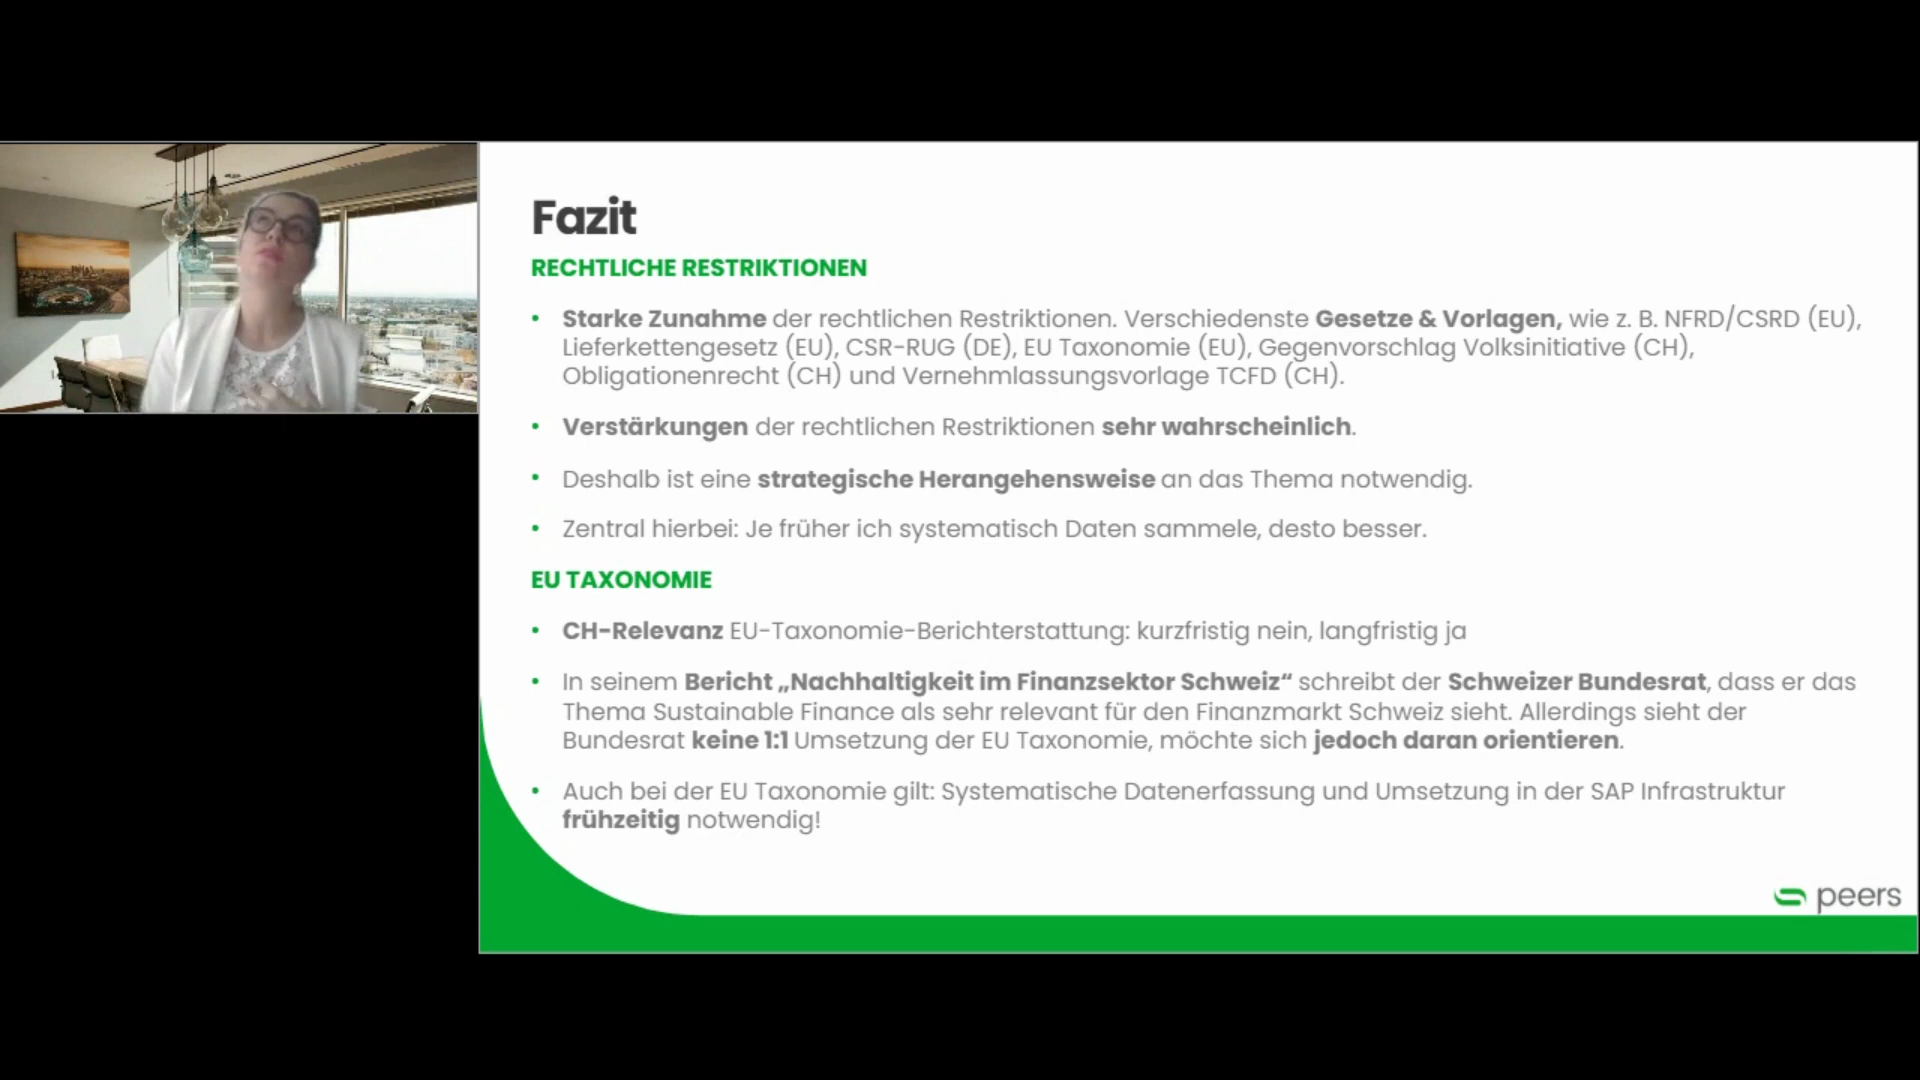 Fazit
RECHTLICHE RESTRIKTIONEN
• Starke Zunahme der rechtlichen Restriktionen. Verschiedenste Gesetze & Vorlagen, wie z. B. NFRD/CSRD (EU),
Lieferkettengesetz (EU), CSR-RUG (DE), EU Taxonomie (EU), Gegenvorschlag Volksinitiative (CH),
Obligationenrecht (CH) und Vernehmlassungsvorlage TCFD (CH).
• Verstärkungen der rechtlichen Restriktionen sehr wahrscheinlich.
• Deshalb ist eine strategische Herangehensweise an das Thema notwendig.
• Zentral hierbei: Je früher ich systematisch Daten sammele, desto besser.
EU TAXONOMIE
• CH-Relevanz EU-Taxonomie-Berichterstattung: kurzfristig nein, langfristig ja
• In seinem Bericht „Nachhaltigkeit im Finanzsektor Schweiz“ schreibt der Schweizer Bundesrat, dass er das
Thema Sustainable Finance als sehr relevant für den Finanzmarkt Schweiz sieht. Allerdings sieht der
Bundesrat keine 1:1 Umsetzung der EU Taxonomie, möchte sich jedoch daran orientieren.
• Auch bei der EU Taxonomie gilt: Systematische Datenerfassung und Umsetzung in der SAP Infrastruktur
frühzeitig notwendig!
peers